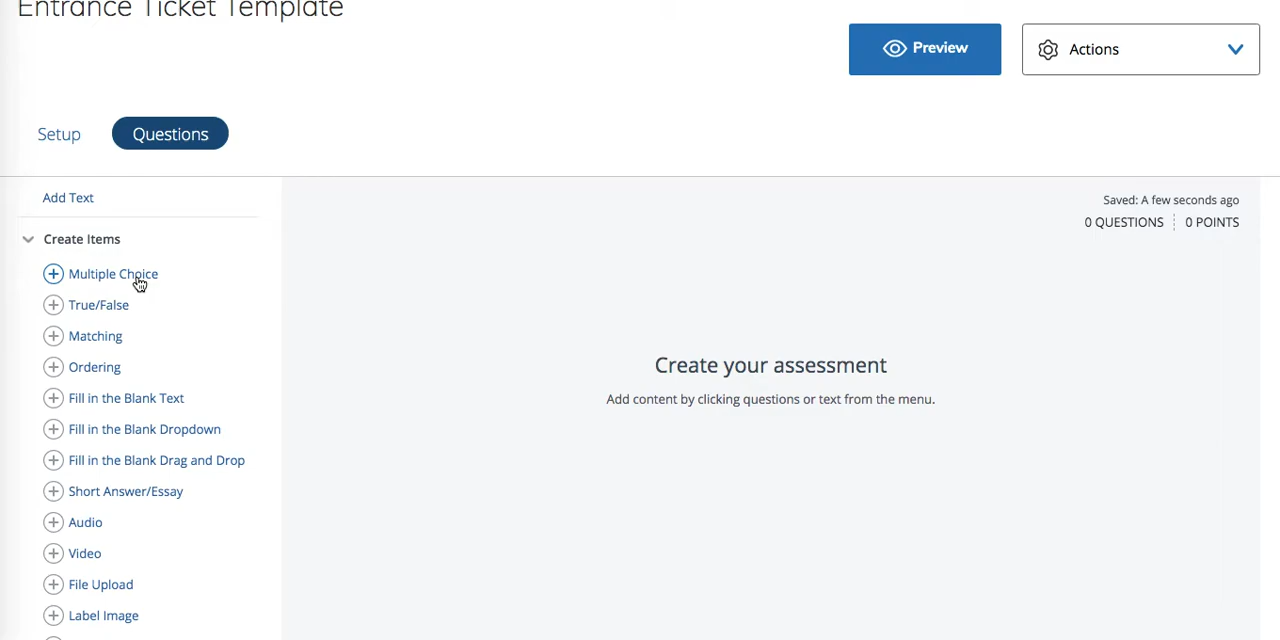 Entrance Ticket Template
Preview
Actions
Setup
Questions
Add Text
Saved: A few seconds ago
0 QUESTIONS
0 POINTS
Create Items
Multiple Choice
True/False
Matching
Ordering
Fill in the Blank Text
Fill in the Blank Dropdown
Fill in the Blank Drag and Drop
Short Answer/Essay
Audio
Video
File Upload
Label Image
Create your assessment
Add content by clicking questions or text from the menu.